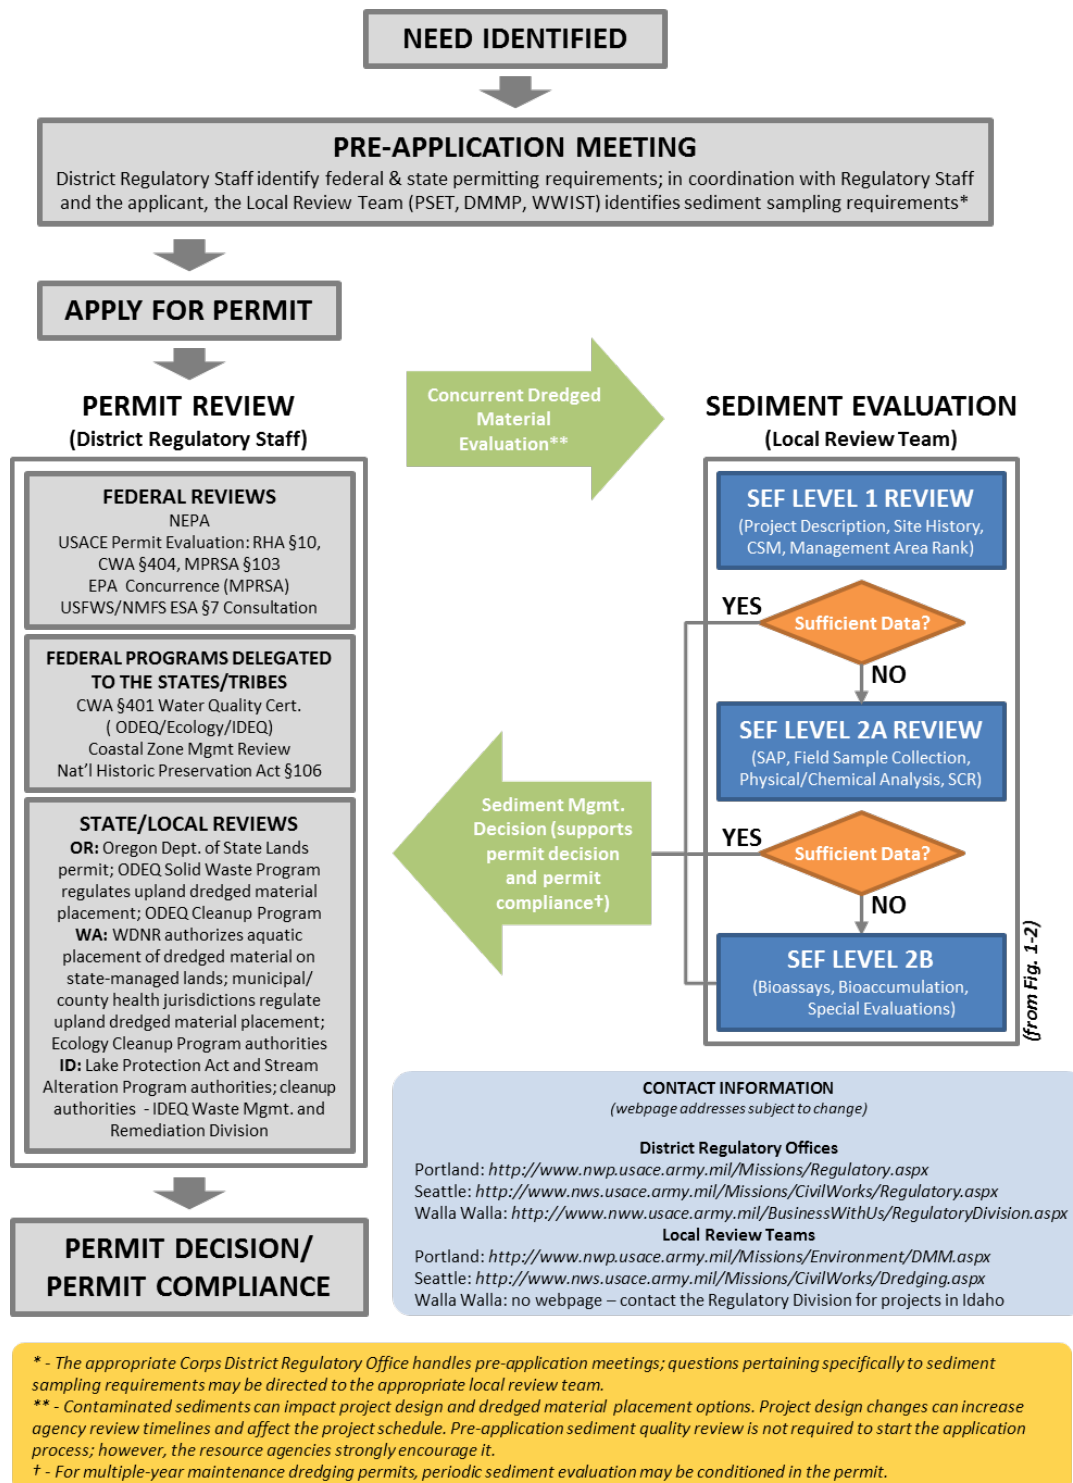 NEED IDENTIFIED
PRE-APPLICATION MEETING
District Regulatory Staff identify federal & state permitting requirements; in coordination with Regulatory Staff
and the applicant, the Local Review Team (PSET, DMMP, WWIST) identifies sediment sampling requirements*
APPLY FOR PERMIT
PERMIT REVIEW
(District Regulatory Staff)
FEDERAL REVIEWS
NEPA
USACE Permit Evaluation: RHA §10,
CWA §404, MPRSA §103
EPA Concurrence (MPRSA)
USFWS/NMFS ESA §7 Consultation
FEDERAL PROGRAMS DELEGATED
TO THE STATES/TRIBES
CWA §401 Water Quality Cert.
( ODEQ/Ecology/IDEQ)
Coastal Zone Mgmt Review
Nat'l Historic Preservation Act §106
STATE/LOCAL REVIEWS
OR: Oregon Dept. of State Lands
permit; ODEQ Solid Waste Program
regulates upland dredged material
placement; ODEQ Cleanup Program
WA: WDNR authorizes aquatic
placement of dredged material on
state-managed lands; municipal/
county health jurisdictions regulate
upland dredged material placement;
Ecology Cleanup Program authorities
ID: Lake Protection Act and Stream
Alteration Program authorities; cleanup
authorities - IDEQ Waste Mgmt. and
Remediation Division
PERMIT DECISION/
PERMIT COMPLIANCE
Concurrent Dredged
Material
Evaluation**
SEDIMENT EVALUATION
(Local Review Team)
SEF LEVEL 1 REVIEW
(Project Description, Site History,
CSM, Management Area Rank)
YES
Sufficient Data?
NO
SEF LEVEL 2A REVIEW
(SAP, Field Sample Collection,
Physical/Chemical Analysis, SCR)
YES
Sufficient Data?
NO
SEF LEVEL 2B
(Bioassays, Bioaccumulation,
Special Evaluations)
(from Fig. 1-2)
Sediment Mgmt.
Decision (supports
permit decision
and permit
compliance†)
CONTACT INFORMATION
(webpage addresses subject to change)
District Regulatory Offices
Portland: http://www.nwp.usace.army.mil/Missions/Regulatory.aspx
Seattle: http://www.nws.usace.army.mil/Missions/CivilWorks/Regulatory.aspx
Walla Walla: http://www.nww.usace.army.mil/BusinessWithUs/RegulatoryDivision.aspx
Local Review Teams
Portland: http://www.nwp.usace.army.mil/Missions/Environment/DMM.aspx
Seattle: http://www.nws.usace.army.mil/Missions/CivilWorks/Dredging.aspx
Walla Walla: no webpage – contact the Regulatory Division for projects in Idaho
* - The appropriate Corps District Regulatory Office handles pre-application meetings; questions pertaining specifically to sediment
sampling requirements may be directed to the appropriate local review team.
** - Contaminated sediments can impact project design and dredged material placement options. Project design changes can increase
agency review timelines and affect the project schedule. Pre-application sediment quality review is not required to start the application
process; however, the resource agencies strongly encourage it.
† - For multiple-year maintenance dredging permits, periodic sediment evaluation may be conditioned in the permit.